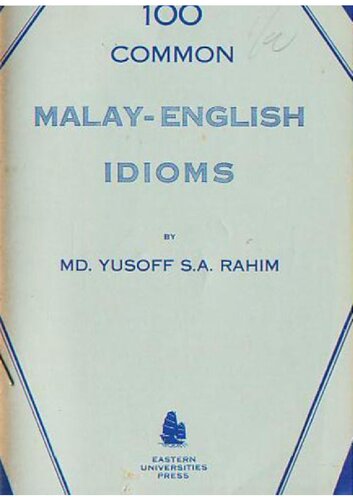 100
COMMON
MALAY-ENGLISH
IDIOMS
BY
MD. YUSOFF S.A. RAHIM
EASTERN
UNIVERSITIES
PRESS